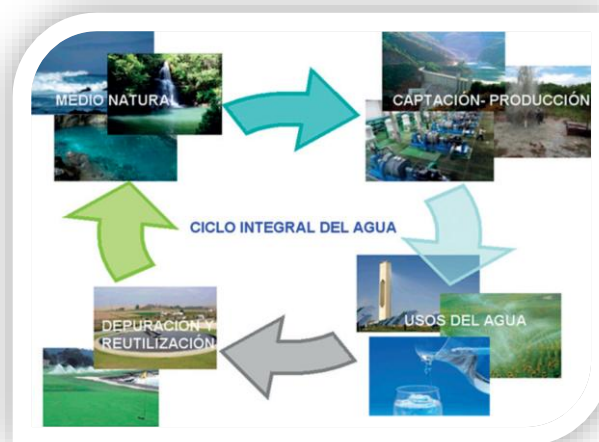 MEDIO NATURAL
CAPTACIÓN- PRODUCCIÓN
CICLO INTEGRAL DEL AGUA
USOS DEL AGUA
DEPURACIÓN Y
REUTILIZACIÓN